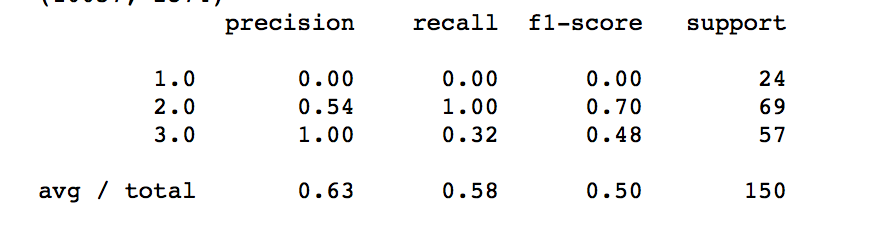 precision recall f1-score support
1.0 0.00 0.00 0.00 24
2.0 0.54 1.00 0.70 69
3.0 1.00 0.32 0.48 57
avg / total 0.63 0.58 0.50 150